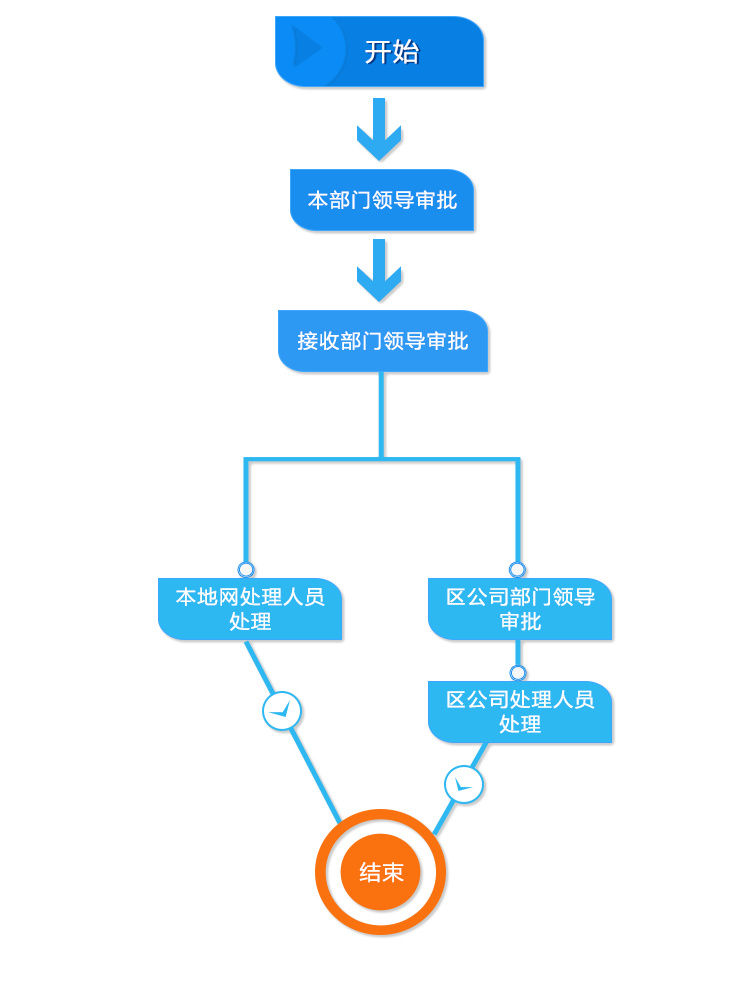 开始
本部门领导审批
接收部门领导审批
本地网处理人员
处理
区公司部门领导
审批
区公司处理人员
处理
结束